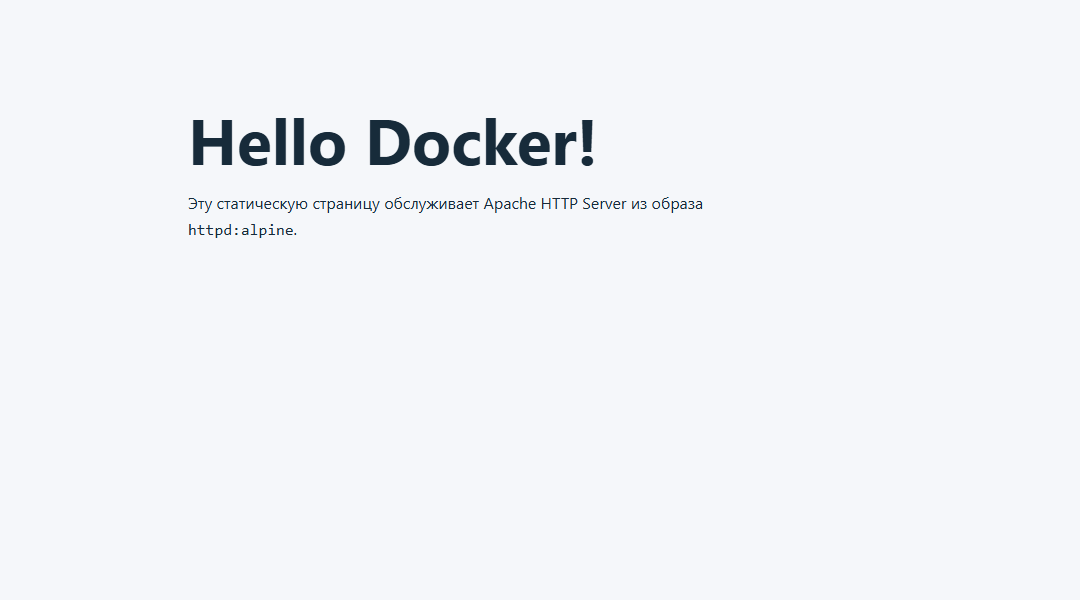 Hello Docker!
Эту статическую страницу обслуживает Apache HTTP Server из образа
httpd:alpine.